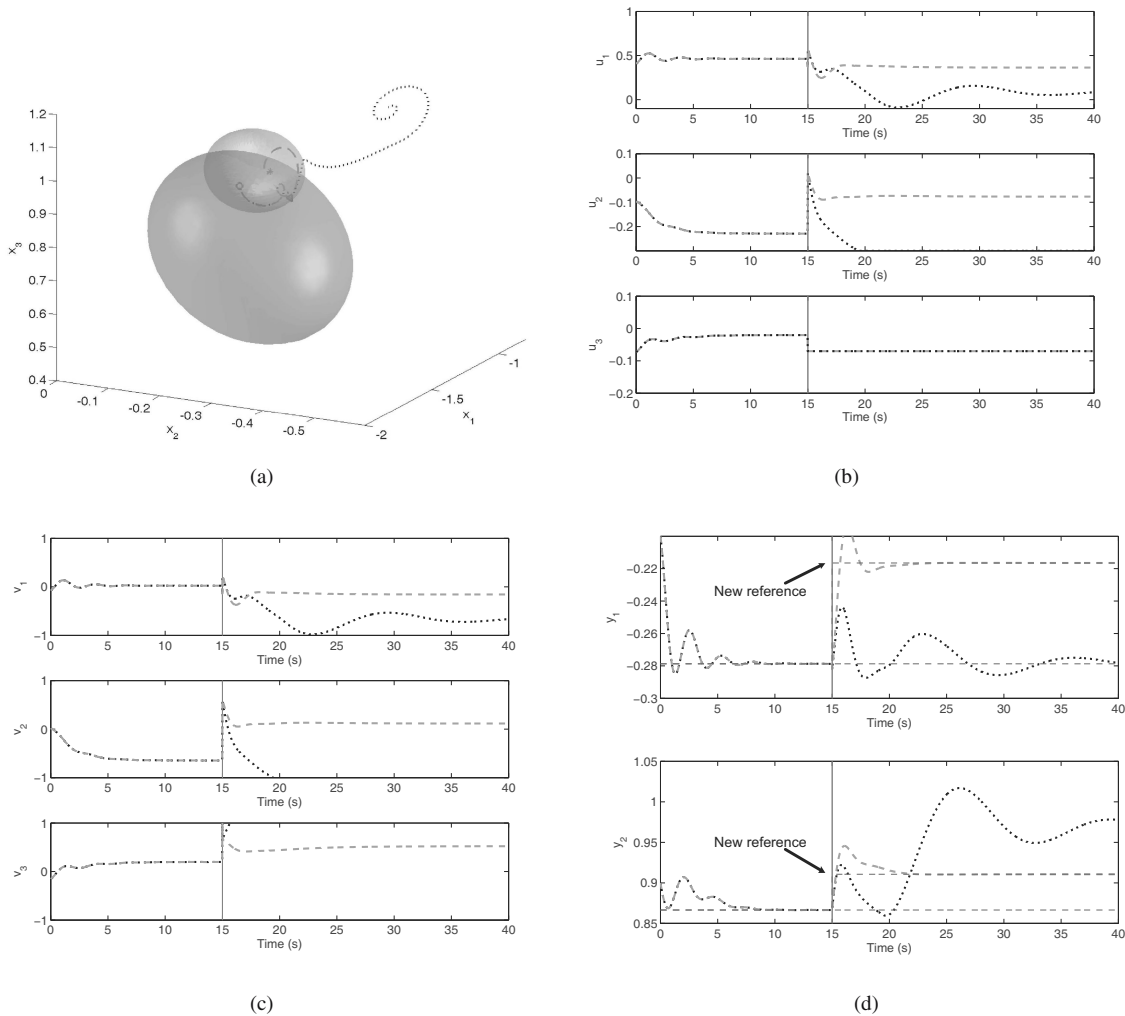 1.2
1.1
1.0
0.9
0.8
0.7
0.6
0.5
0.4
x3
0
-0.1
-0.2
-0.3
-0.4
-0.5
x2
-2
-1.5
-1
x1
(a)
1
0.5
0
u1
0 5 10 15 20 25 30 35 40
Time (s)
0.1
0
−0.1
−0.2
u2
0 5 10 15 20 25 30 35 40
Time (s)
0.1
0
−0.1
−0.2
u3
0 5 10 15 20 25 30 35 40
Time (s)
(b)
1
0
−1
v1
0 5 10 15 20 25 30 35 40
Time (s)
1
0
−1
v2
0 5 10 15 20 25 30 35 40
Time (s)
1
0
−1
v3
0 5 10 15 20 25 30 35 40
Time (s)
(c)
−0.22
−0.24
−0.26
−0.28
−0.3
y1
New reference
0 5 10 15 20 25 30 35 40
Time (s)
1.05
1
0.95
0.9
0.85
y2
New reference
0 5 10 15 20 25 30 35 40
Time (s)
(d)